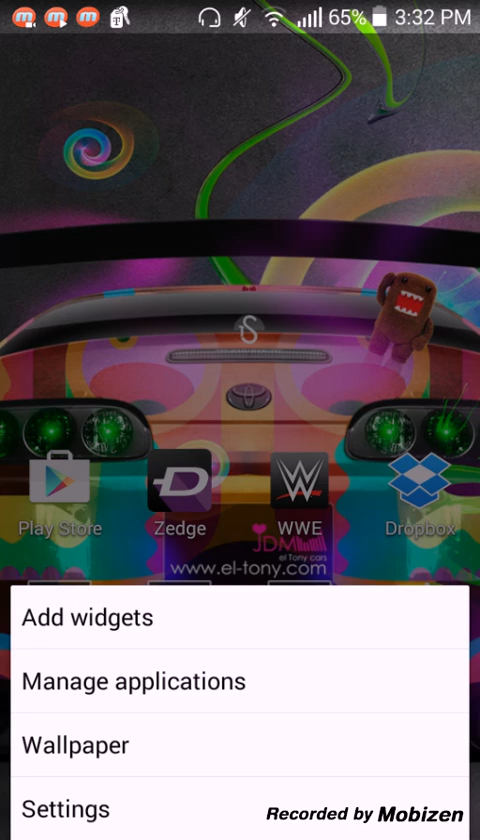 65% 3:32 PM
Play Store Zedge WWE Dropbox
JDM
el Tony cars
www.el-tony.com
Add widgets
Manage applications
Wallpaper
Settings
Recorded by Mobizen